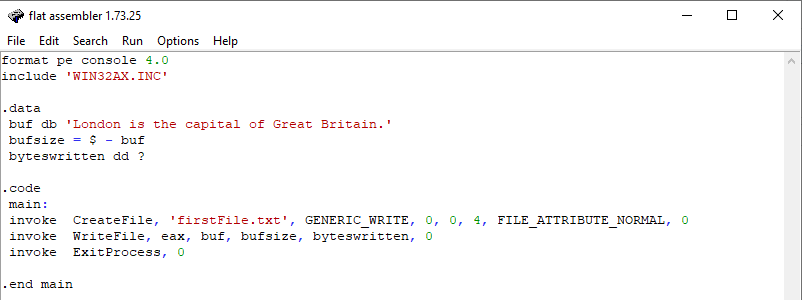 flat assembler 1.73.25
File Edit Search Run Options Help
format pe console 4.0
include 'WIN32AX.INC'
.data
buf db 'London is the capital of Great Britain.'
bufsize = $ - buf
byteswritten dd ?
.code
main:
invoke  CreateFile, 'firstFile.txt', GENERIC_WRITE, 0, 0, 4, FILE_ATTRIBUTE_NORMAL, 0
invoke  WriteFile, eax, buf, bufsize, byteswritten, 0
invoke  ExitProcess, 0
.end main